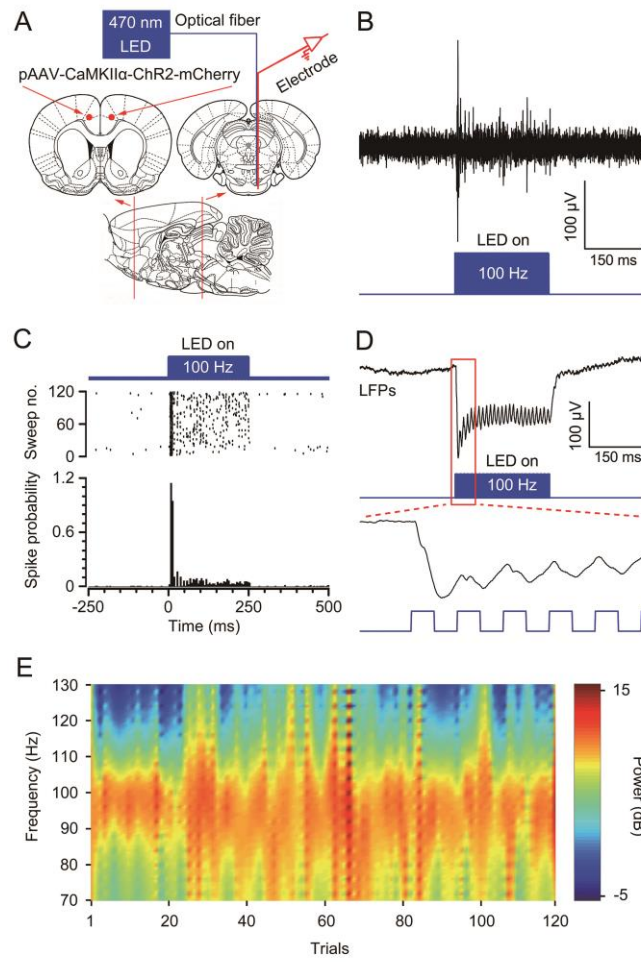 A
470 nm
LED
Optical fiber
Electrode
pAAV-CaMKIIα-ChR2-mCherry
B
100 µV
150 ms
LED on
100 Hz
C
LED on
100 Hz
Sweep no.
120
60
0
Spike probability
1.2
0.6
0
-250
0
250
500
Time (ms)
D
LFPs
100 µV
150 ms
LED on
100 Hz
E
Frequency (Hz)
130
120
110
100
90
80
70
1
20
40
60
80
100
120
Trials
15
Power (dB)
-5